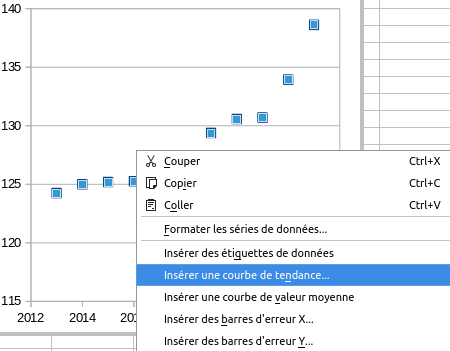 140
135
130
125
120
115
2012
2014
Couper Ctrl+X
Copier Ctrl+C
Coller Ctrl+V
Formater les séries de données...
Insérer des étiquettes de données
Insérer une courbe de tendance...
Insérer une courbe de valeur moyenne
Insérer des barres d'erreur X...
Insérer des barres d'erreur Y...